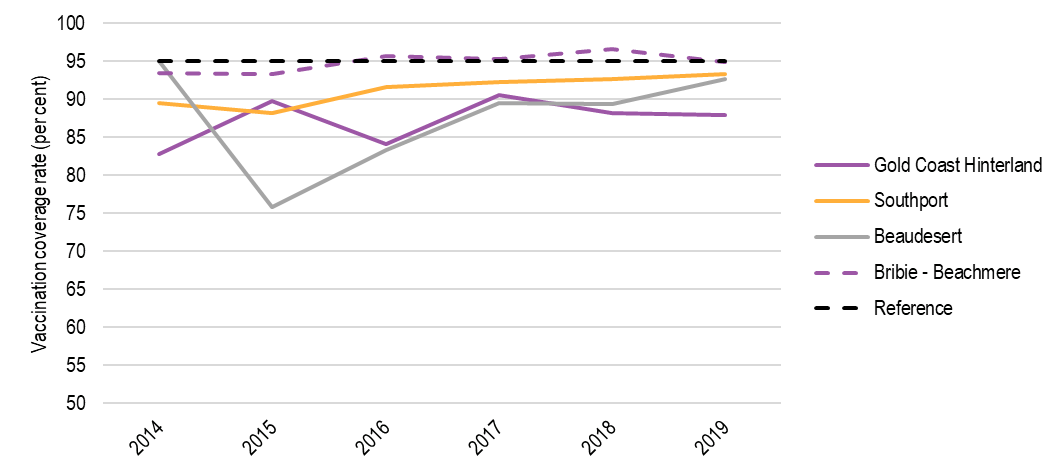 Vaccination coverage rate (per cent)
100
95
90
85
80
75
70
65
60
55
50
2014
2015
2016
2017
2018
2019
Gold Coast Hinterland
Southport
Beaudesert
Bribie - Beachmere
Reference